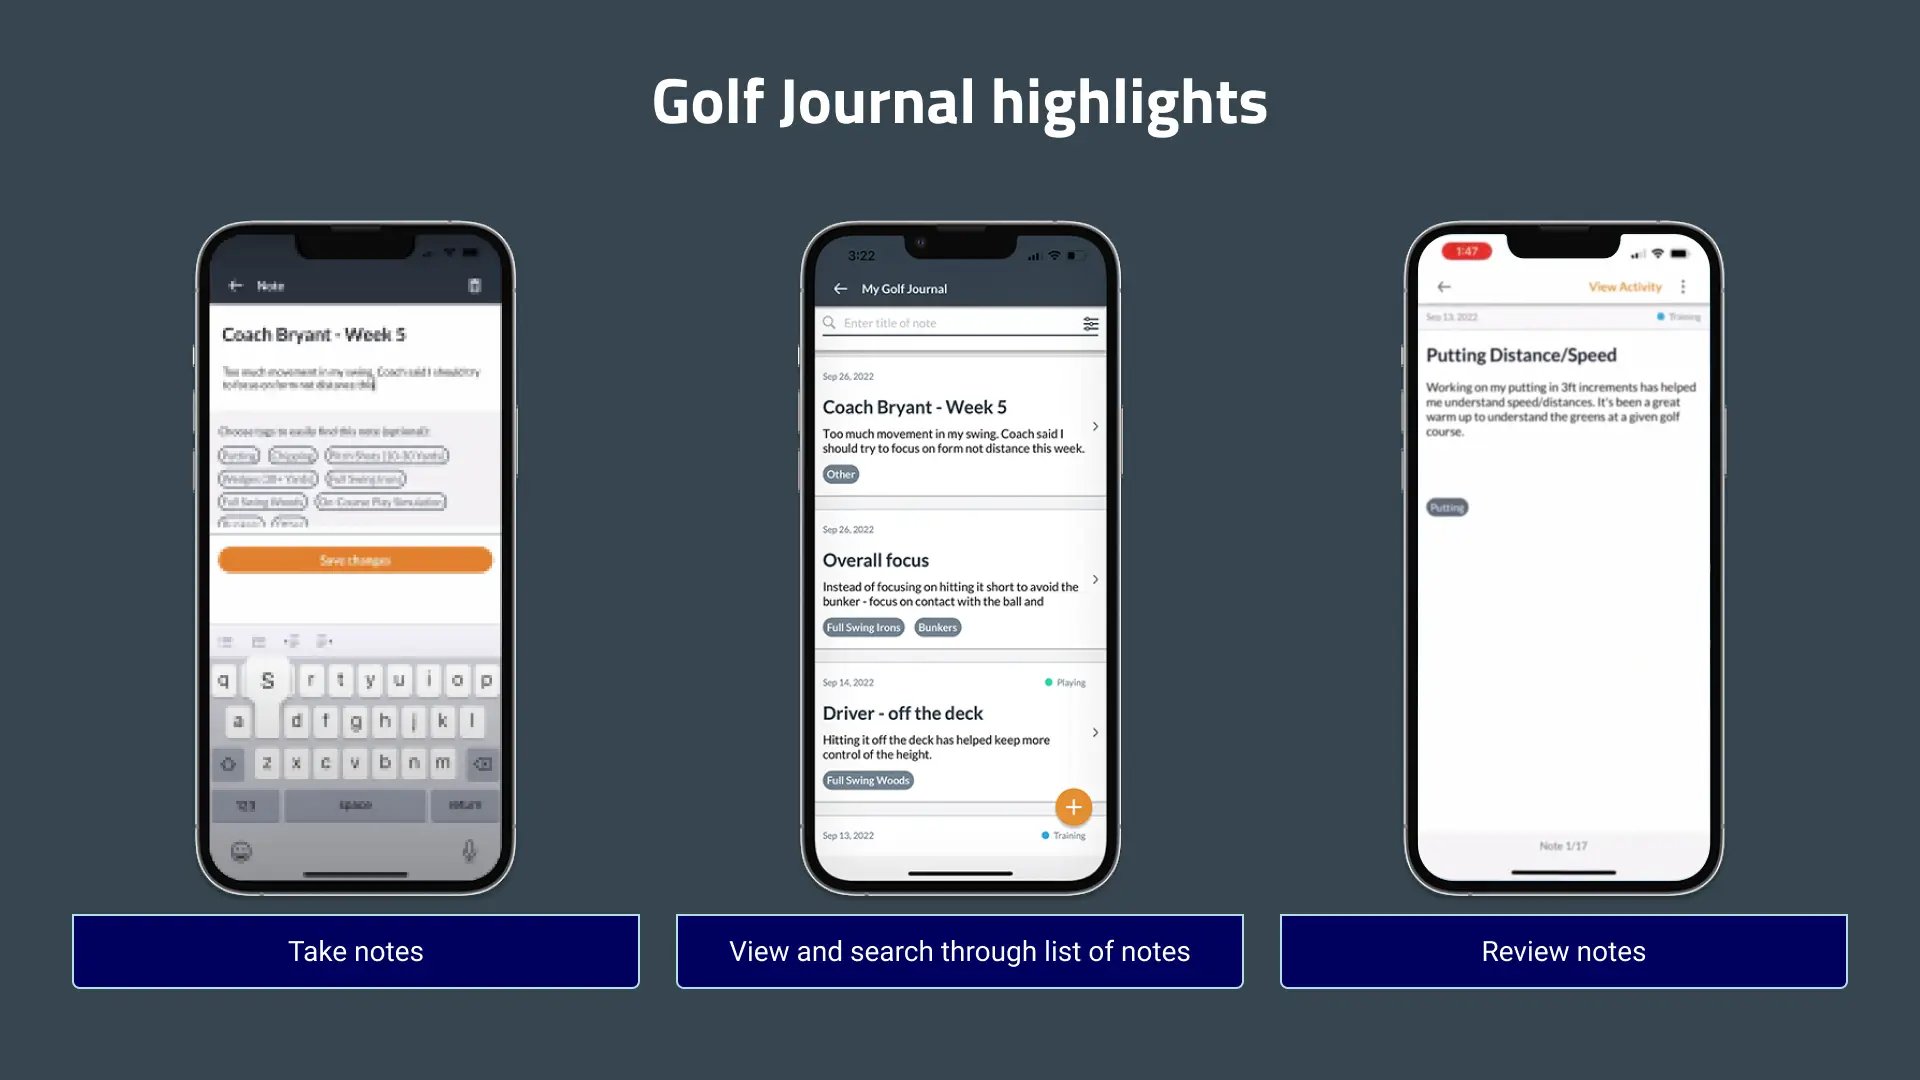 Golf Journal highlights
Note
Coach Bryant - Week 5
Too much movement in my swing. Coach said I should try
to focus on form not distance this
Choose tags to easily find this note (optional):
Putting
Chipping
Pitch Shots (10-30 Yards)
Wedges (30+ Yards)
Full Swing Irons
Full Swing Woods
On-Course Play Simulation
Save changes
q S r t y u i o p
a d f g h j k l
z x c v b n m
123 space return
Take notes
3:22
My Golf Journal
Enter title of note
Sep 26, 2022
Coach Bryant - Week 5
Too much movement in my swing. Coach said I
should try to focus on form not distance this week.
Other
Sep 26, 2022
Overall focus
Instead of focusing on hitting it short to avoid the
bunker - focus on contact with the ball and
Full Swing Irons
Bunkers
Sep 14, 2022
Playing
Driver - off the deck
Hitting it off the deck has helped keep more
control of the height.
Full Swing Woods
+
Sep 13, 2022
Training
View and search through list of notes
1:47
View Activity
Sep 13, 2022
Training
Putting Distance/Speed
Working on my putting in 3ft increments has helped
me understand speed/distances. It's been a great
warm up to understand the greens at a given golf
course.
Putting
Note 1/17
Review notes